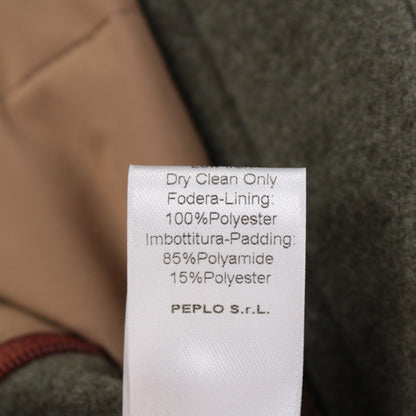 Dry Clean Only
Fodera-Lining:
100%Polyester
Imbottitura-Padding:
85%Polyamide
15%Polyester
PEPLO S.r.L.